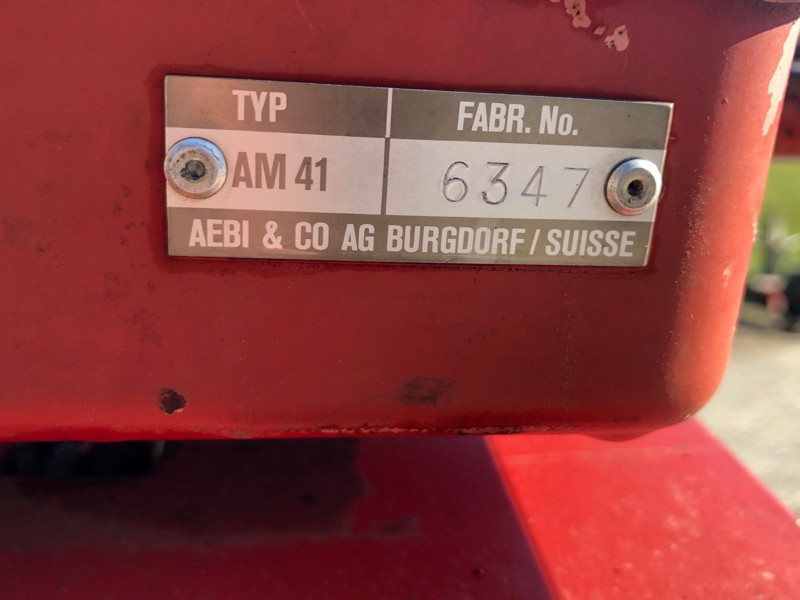 TYP FABR. No.
AM 41 6347
AEBI & CO AG BURGDORF/SUISSE